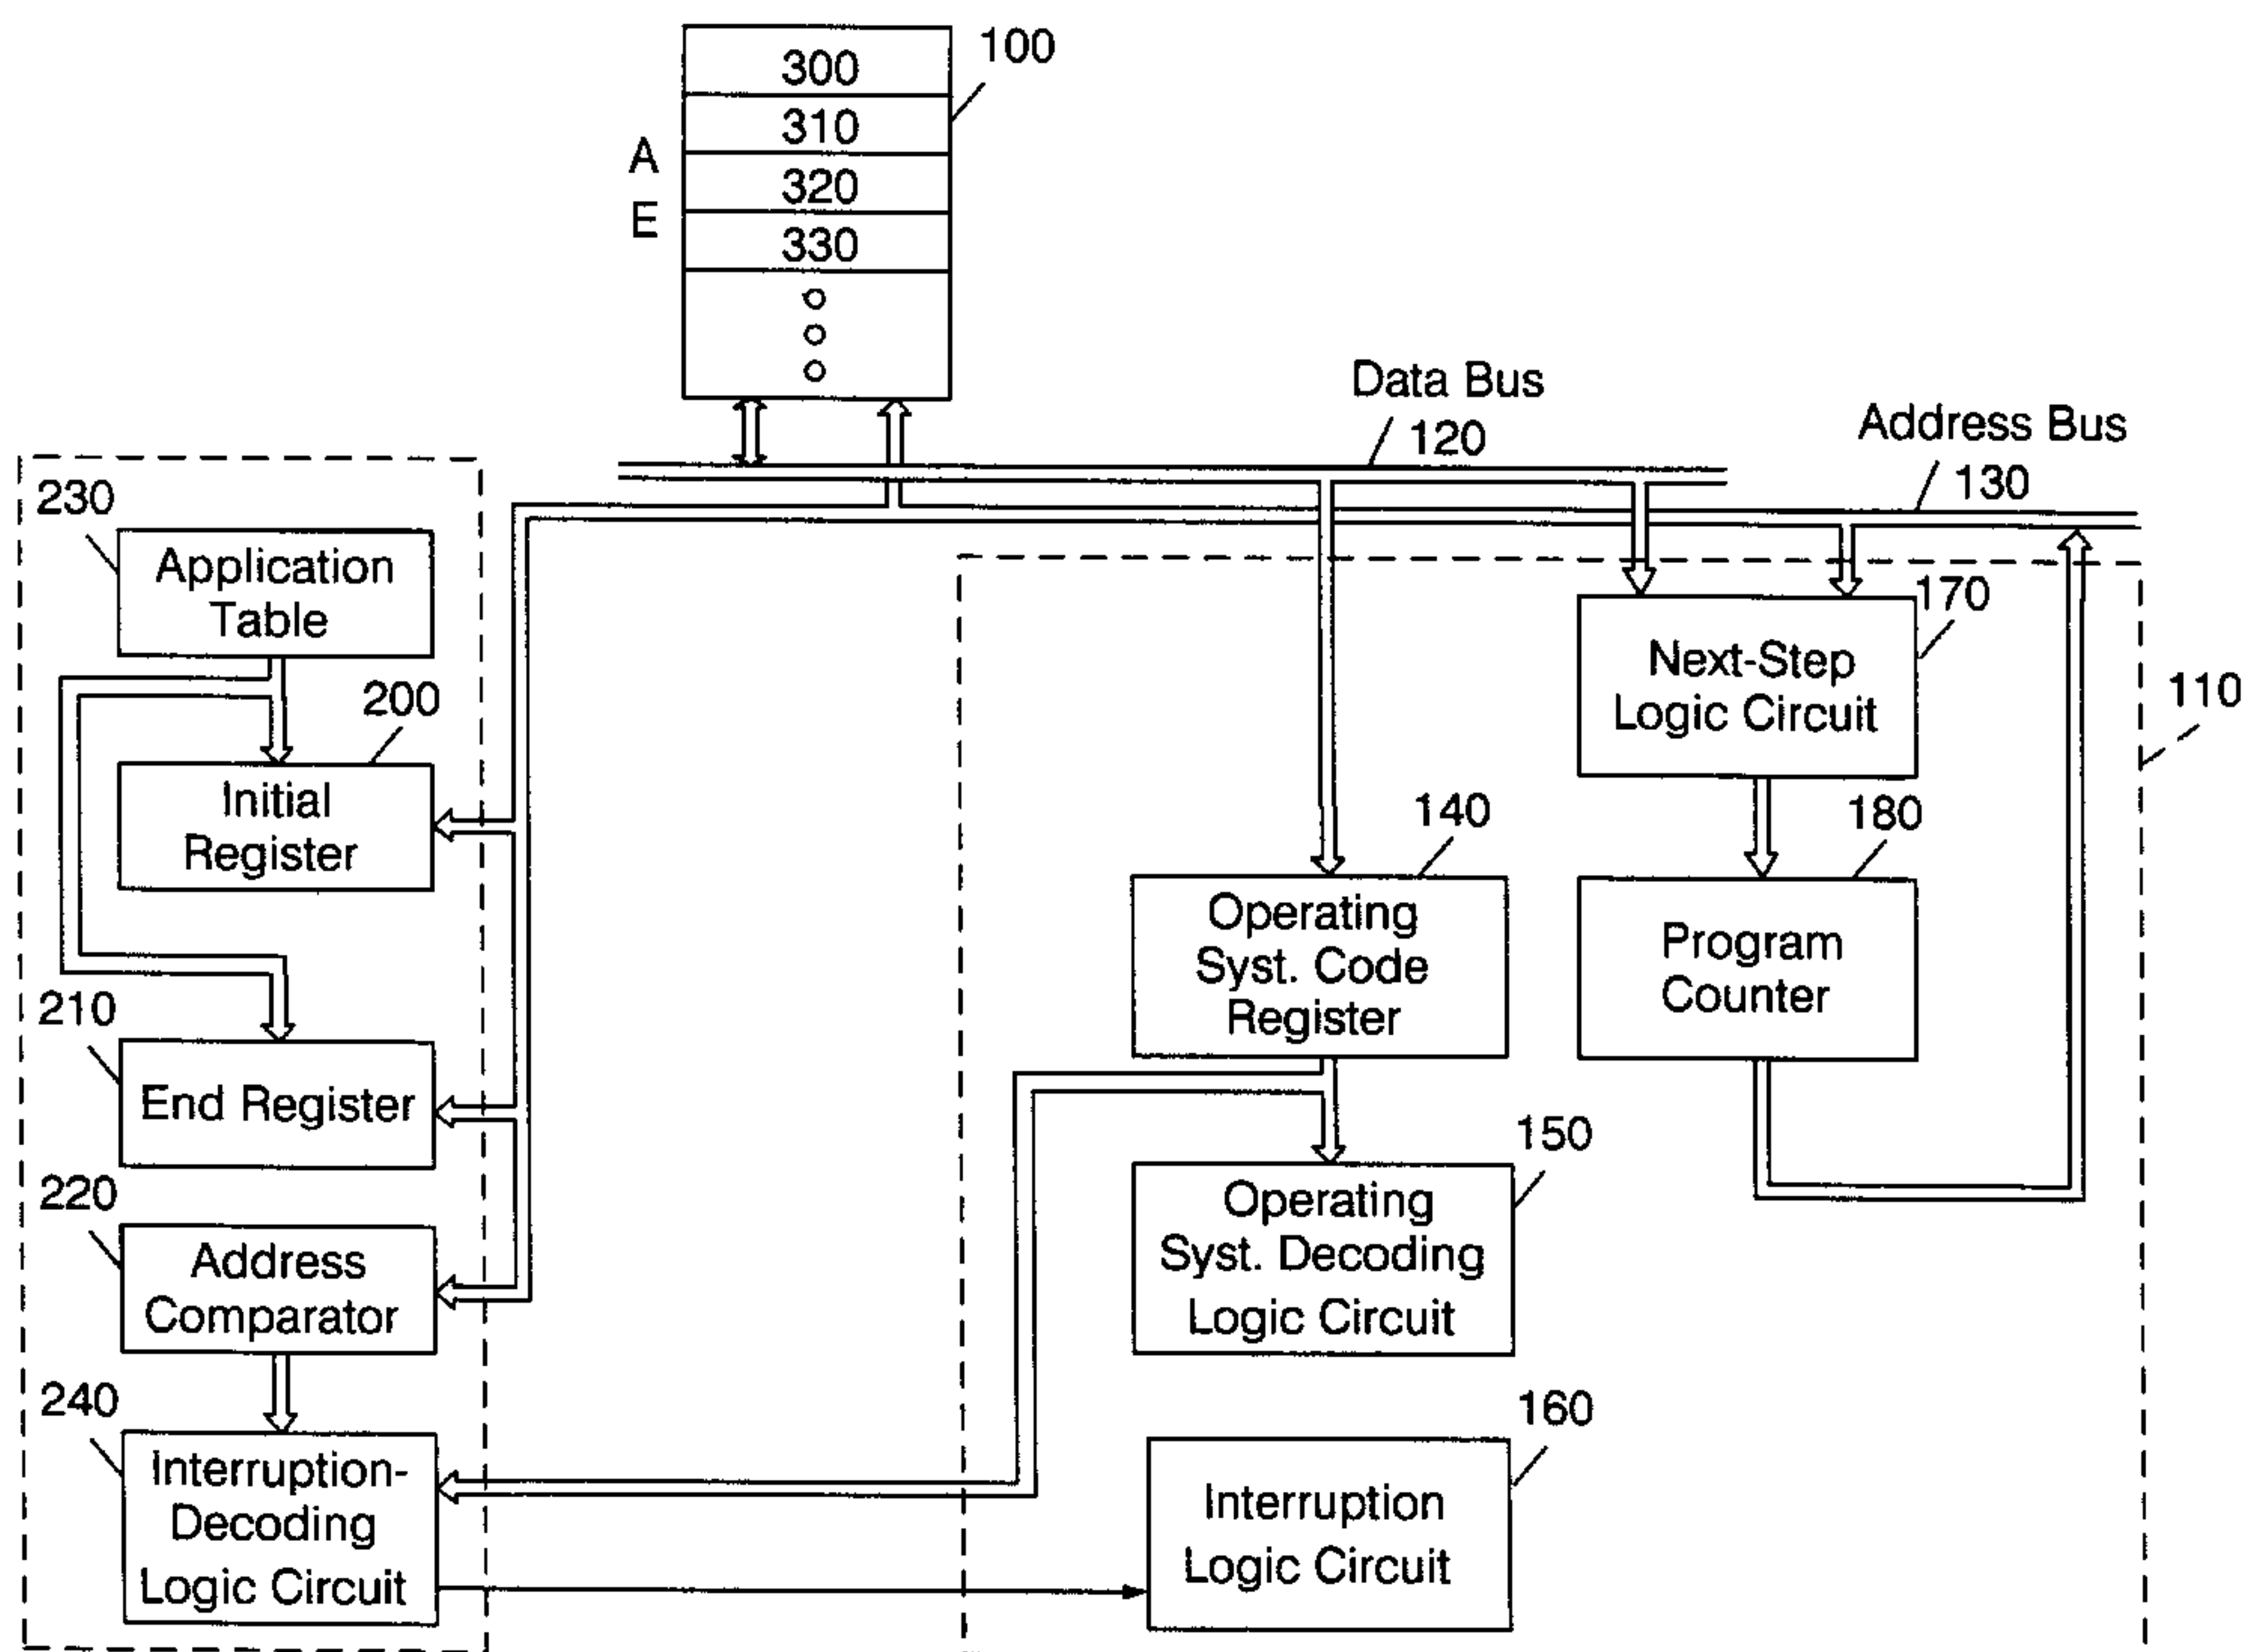 100
300
310
A
320
E
330
Data Bus
120
Address Bus
130
230
Application
Table
170
Next-Step
Logic Circuit
110
200
Initial
Register
140
180
Operating
Syst. Code
Register
Program
Counter
210
End Register
150
Operating
Syst. Decoding
Logic Circuit
220
Address
Comparator
240
Interruption-
Decoding
Logic Circuit
160
Interruption
Logic Circuit